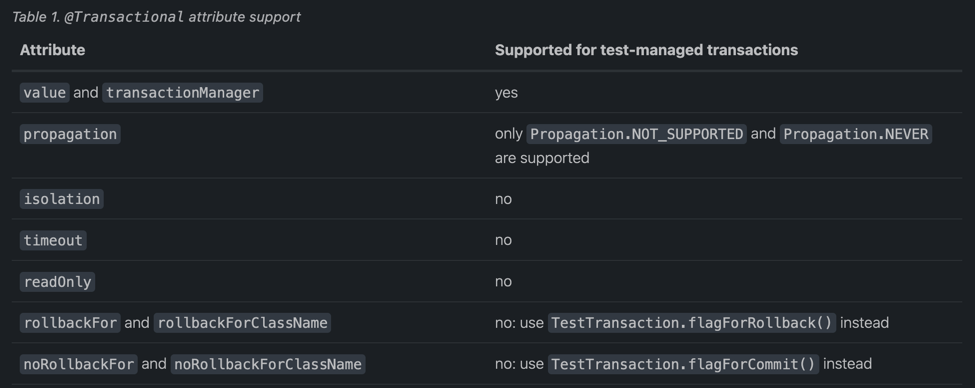 Table 1. @Transactional attribute support
Attribute Supported for test-managed transactions
value and transactionManager yes
propagation only Propagation.NOT_SUPPORTED and Propagation.NEVER
are supported
isolation no
timeout no
readOnly no
rollbackFor and rollbackForClassName no: use TestTransaction.flagForRollback() instead
noRollbackFor and noRollbackForClassName no: use TestTransaction.flagForCommit() instead